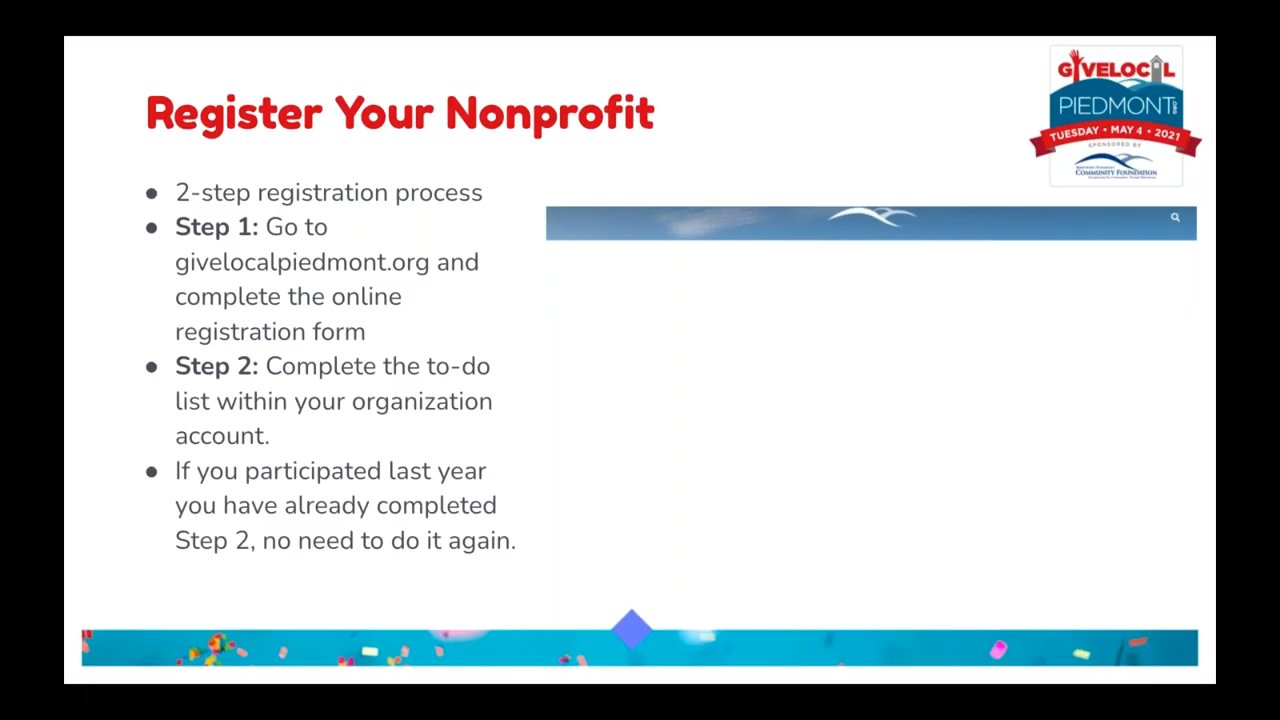 Register Your Nonprofit
GIVELOCAL
PIEDMONT.ORG
TUESDAY • MAY 4 • 2021
SPONSORED BY
COMMUNITY FOUNDATION
● 2-step registration process
● Step 1: Go to
givelocalpiedmont.org and
complete the online
registration form
● Step 2: Complete the to-do
list within your organization
account.
● If you participated last year
you have already completed
Step 2, no need to do it again.